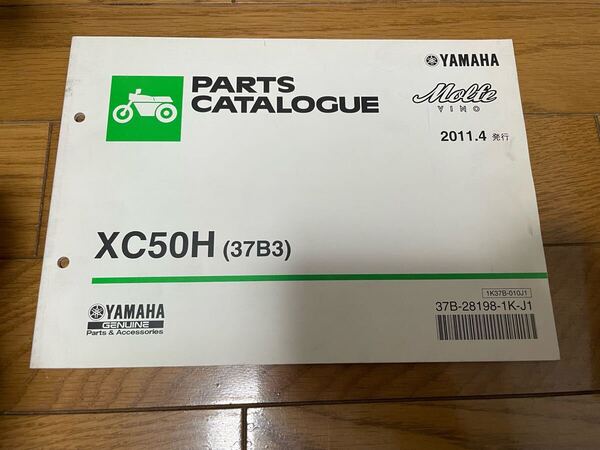 YAMAHA
PARTS
CATALOGUE
Molfe
VINO
2011.4 発行
XC50H (37B3)
1K37B-010J1
37B-28198-1K-J1
YAMAHA
GENUINE
Parts & Accessories